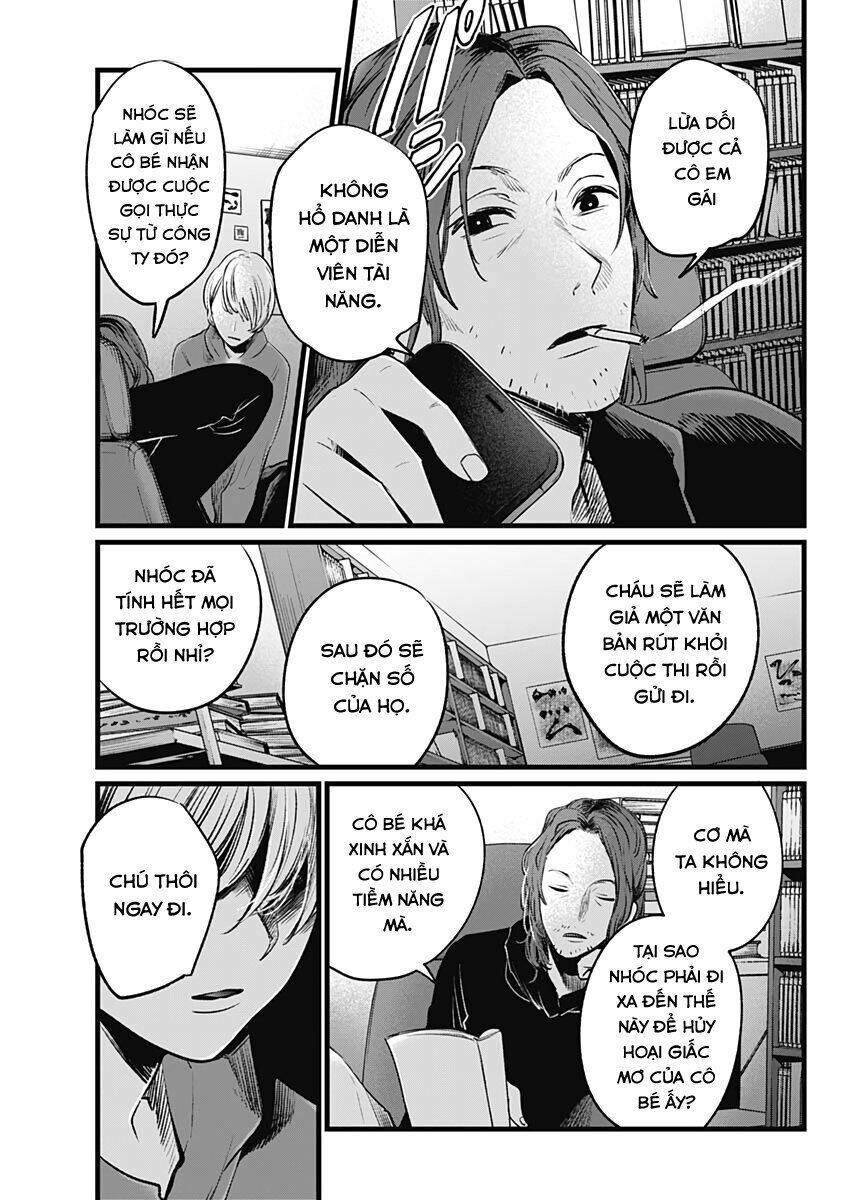 LỪA DỐI
ĐƯỢC CẢ
CÔ EM
GÁI
KHÔNG
HỔ DANH LÀ
MỘT DIỄN
VIÊN TÀI
NĂNG.
NHÓC SẼ
LÀM GÌ NẾU
CÔ BÉ NHẬN
ĐƯỢC CUỘC
GỌI THỰC
SỰ TỪ CÔNG
TY ĐÓ?
CHÁU SẼ LÀM
GIẢ MỘT VĂN
BẢN RÚT KHỎI
CUỘC THI RỒI
GỬI ĐI.
SAU ĐÓ SẼ
CHẶN SỐ
CỦA HỌ.
NHÓC ĐÃ
TÍNH HẾT MỌI
TRƯỜNG HỢP
RỒI NHỈ?
CƠ MÀ
TA KHÔNG
HIỂU.
TẠI SAO
NHÓC PHẢI ĐI
XA ĐẾN THẾ
NÀY ĐỂ HỦY
HOẠI GIẤC
MƠ CỦA CÔ
BÉ ẤY?
CÔ BÉ KHÁ
XINH XẮN VÀ
CÓ NHIỀU
TIỀM NĂNG
MÀ.
CHÚ THÔI
NGAY ĐI.